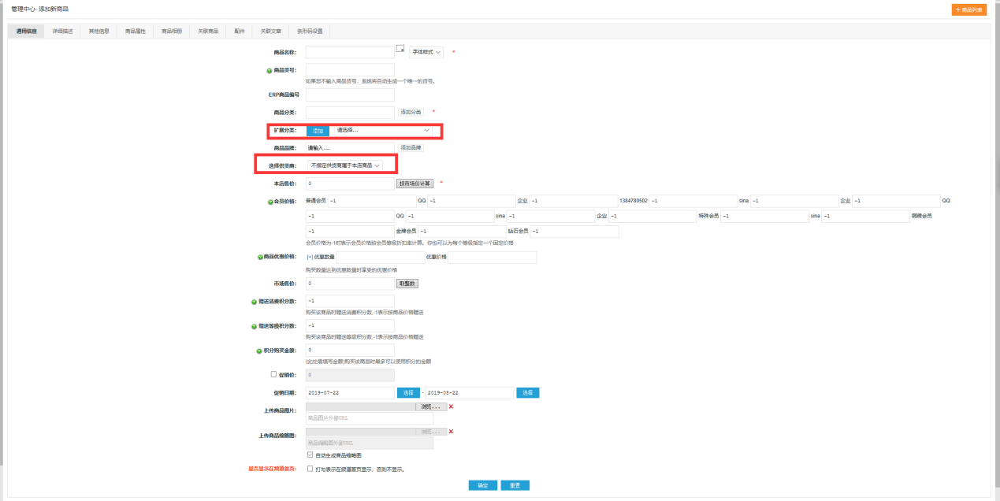 管理中心- 添加新商品
+ 商品列表
通用信息 详细描述 其他信息 商品属性 商品相册 关联商品 配件 关联文章 条形码设置
商品名称: 字体样式 *
商品货号:
如果您不输入商品货号，系统将自动生成一个唯一的货号。
ERP商品编号
商品分类: 添加分类 *
扩展分类: 添加 请选择...
商品品牌: 请输入.... 添加品牌
选择供货商: 不指定供货商属于本店商品
本店售价: 0 按市场价计算 *
会员价格: 普通会员 -1 QQ -1 企业 -1 1384780502 -1 sina -1 企业 -1 QQ
-1 QQ -1 sina -1 企业 -1 特殊会员 -1 sina -1 铜牌会员
-1 金牌会员 -1 钻石会员 -1
会员价格为-1时表示会员价格按会员等级折扣率计算。你也可以为每个等级指定一个固定价格
商品优惠价格: [+] 优惠数量 优惠价格
购买数量达到优惠数量时享受的优惠价格
市场售价: 0 取整数
赠送消费积分数: -1
购买该商品时赠送消费积分数,-1表示按商品价格赠送
赠送等级积分数: -1
购买该商品时赠送等级积分数,-1表示按商品价格赠送
积分购买金额: 0
(此处需填写金额)购买该商品时最多可以使用积分的金额
促销价: 0
促销日期: 2019-07-22 选择 - 2019-08-22 选择
上传商品图片: 浏览... X
商品图片外部URL
上传商品缩略图: 浏览... X
商品缩略图外部URL
自动生成商品缩略图
是否显示在频道首页: 打勾表示在频道首页显示，否则不显示。
确定 重置